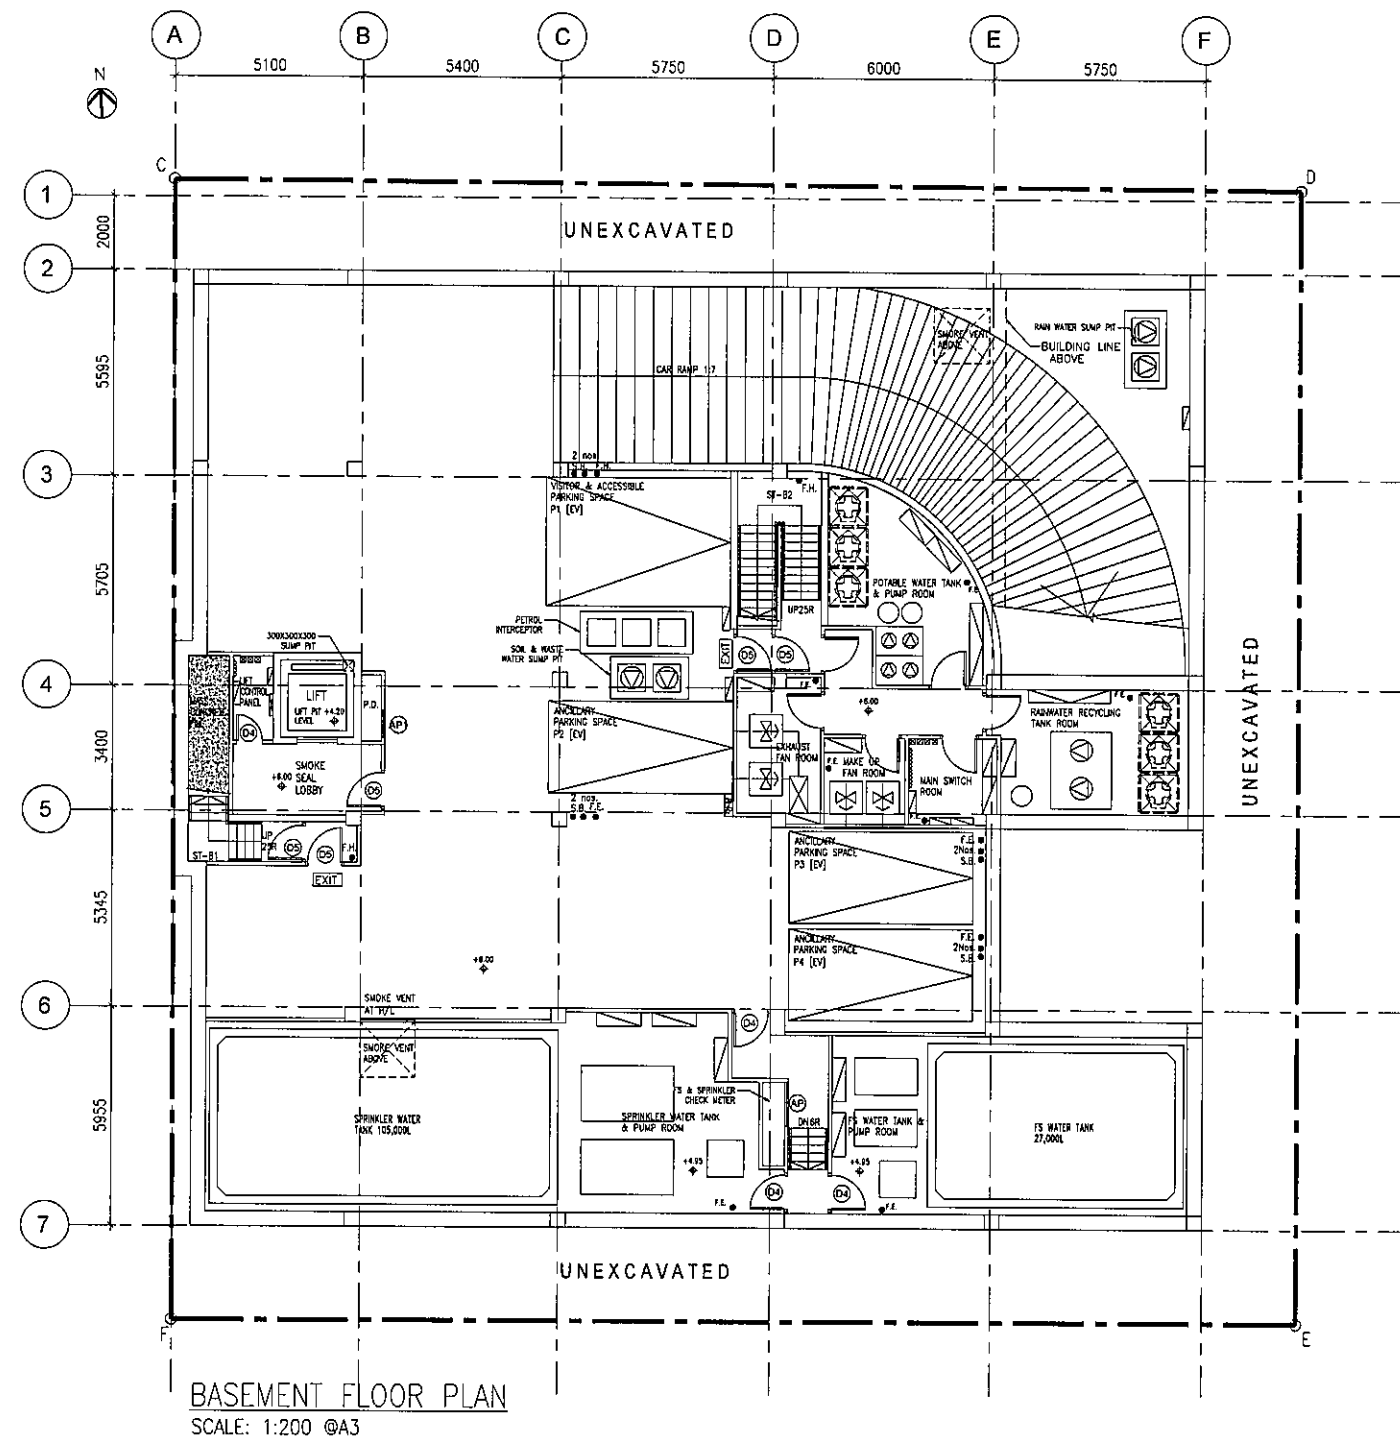 A
B
C
D
E
F
5100
5400
5750
6000
5750
N
C
D
1
2000
UNEXCAVATED
2
5595
CAR RAMP 1:7
SMOKE VENT
ABOVE
RAIN WATER SUMP PIT
BUILDING LINE
ABOVE
3
2 nos.
S.B. F.H.
VISITOR & ACCESSIBLE
PARKING SPACE
P1 [EV]
ST-B2
F.H.
5705
POTABLE WATER TANK
& PUMP ROOM
F.E.
UP25R
PETROL
INTERCEPTOR
SOIL & WASTE
WATER SUMP PIT
EXIT
D5
D5
300X300X300
SUMP PIT
4
LIFT
CONTROL
PANEL
LIFT
LIFT PIT +4.20
LEVEL
P.D.
AP
D4
F.E.
+6.00
F.E.
RAINWATER RECYCLING
TANK ROOM
UNEXCAVATED
3400
ANCILLARY
PARKING SPACE
P2 [EV]
EXHAUST
FAN ROOM
F.E.
MAKE UP
FAN ROOM
MAIN SWITCH
ROOM
SMOKE
SEAL
LOBBY
+6.00
D5
5
2 nos.
S.B. F.E.
F.E.
UP
25R
ST-B1
D5
D5
F.H.
EXIT
ANCILLARY
PARKING SPACE
P3 [EV]
F.E.
2Nos.
S.B.
5345
ANCILLARY
PARKING SPACE
P4 [EV]
F.E.
2Nos.
S.B.
+6.00
6
SMOKE VENT
AT H/L
SMOKE VENT
ABOVE
D4
5955
FS & SPRINKLER
CHECK METER
AP
SPRINKLER WATER
TANK 105,000L
SPRINKLER WATER TANK
& PUMP ROOM
DN6R
FS WATER TANK &
PUMP ROOM
FS WATER TANK
27,000L
+4.95
+4.95
D4
D4
F.E.
F.E.
7
UNEXCAVATED
F
E
BASEMENT FLOOR PLAN
SCALE: 1:200 @A3